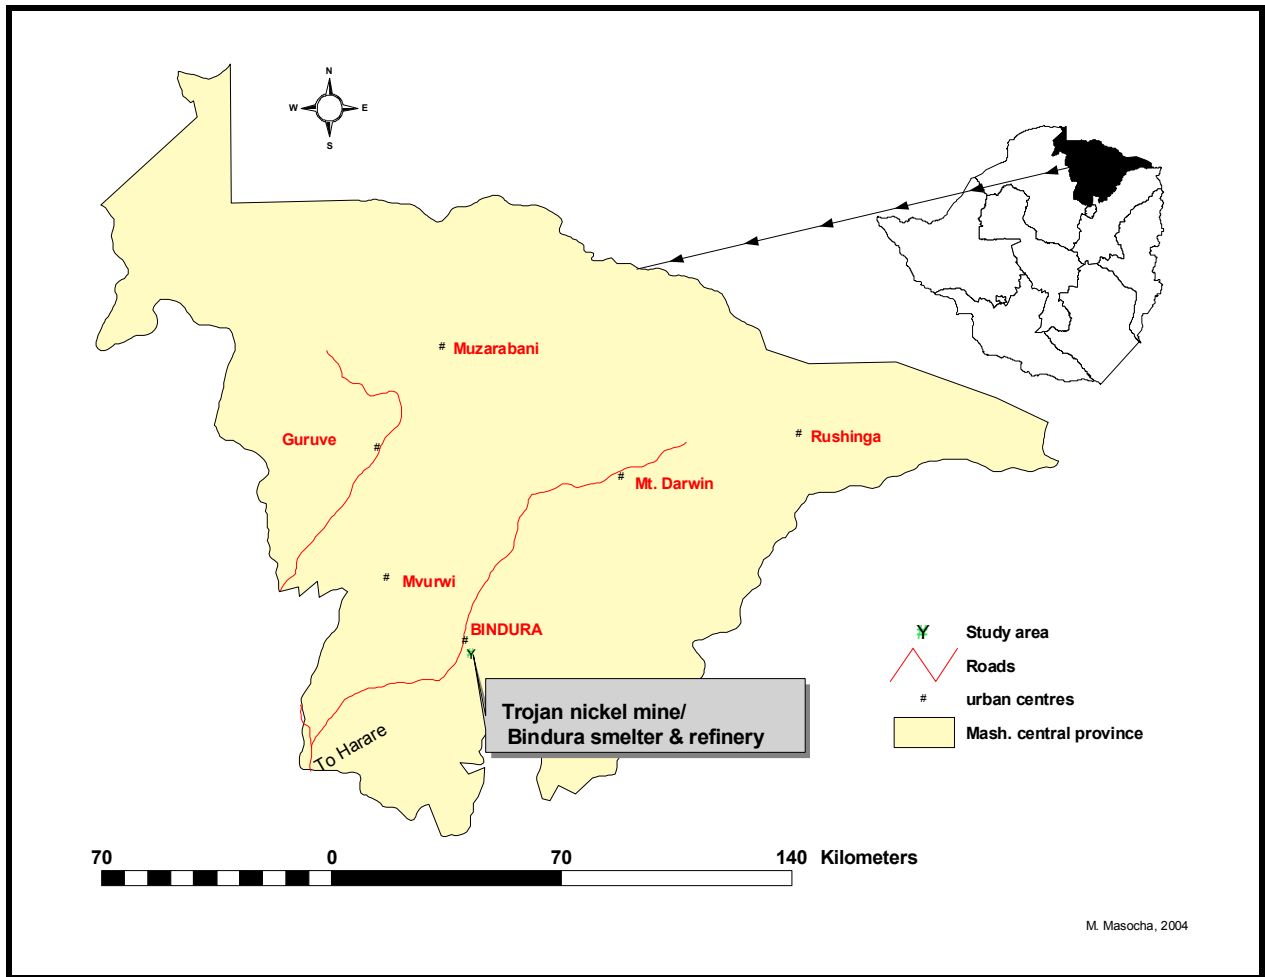 N
W E
S
# Muzarabani
Guruve #
# Rushinga
# Mt. Darwin
# Mvurwi
BINDURA
#
Y
Trojan nickel mine/
Bindura smelter & refinery
To Harare
Y Study area
Roads
# urban centres
Mash. central province
70 0 70 140 Kilometers
M. Masocha, 2004